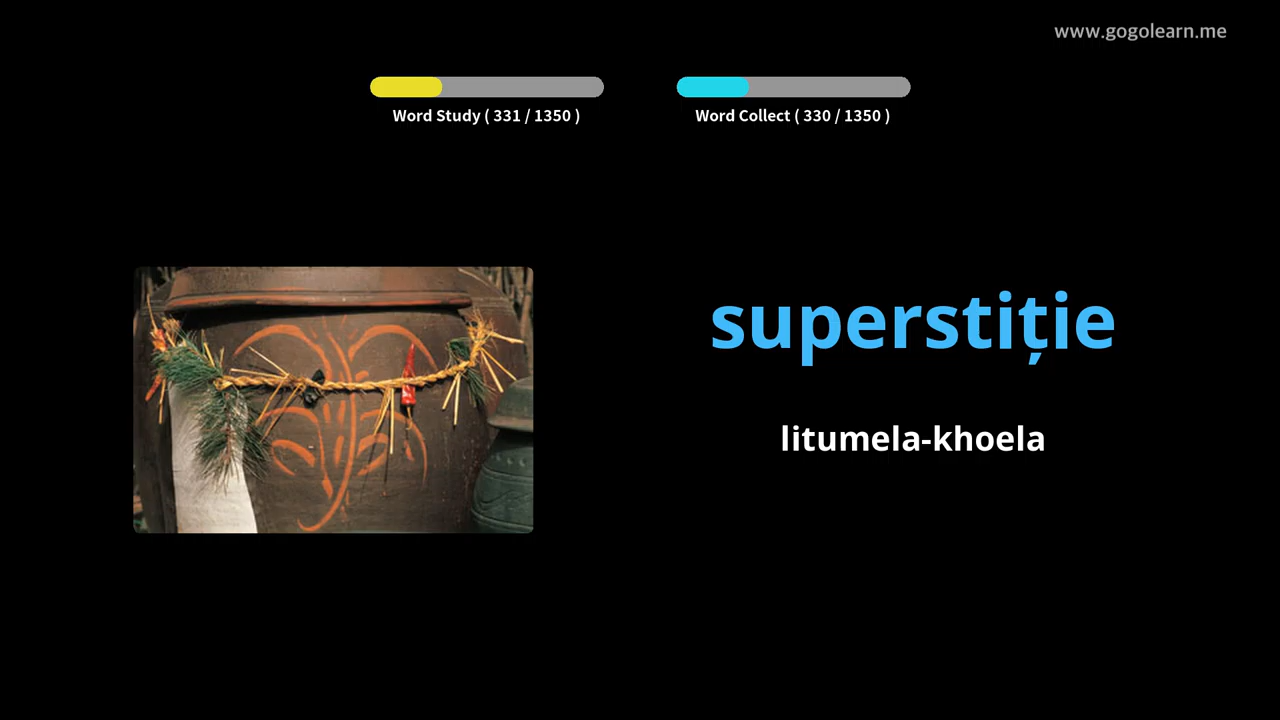 www.gogolearn.me
Word Study ( 331 / 1350 )
Word Collect ( 330 / 1350 )
superstiție
litumela-khoela